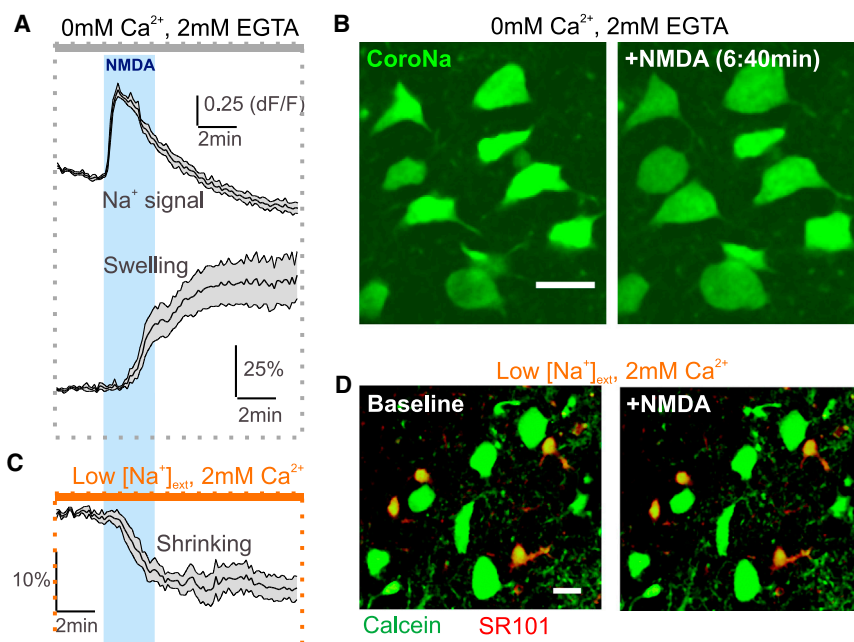 A
0mM Ca²⁺, 2mM EGTA
NMDA
0.25 (dF/F)
2min
Na⁺ signal
Swelling
25%
2min
B
0mM Ca²⁺, 2mM EGTA
CoroNa
+NMDA (6:40min)
C
Low [Na⁺]ext, 2mM Ca²⁺
Shrinking
10%
2min
D
Low [Na⁺]ext, 2mM Ca²⁺
Baseline
+NMDA
Calcein
SR101